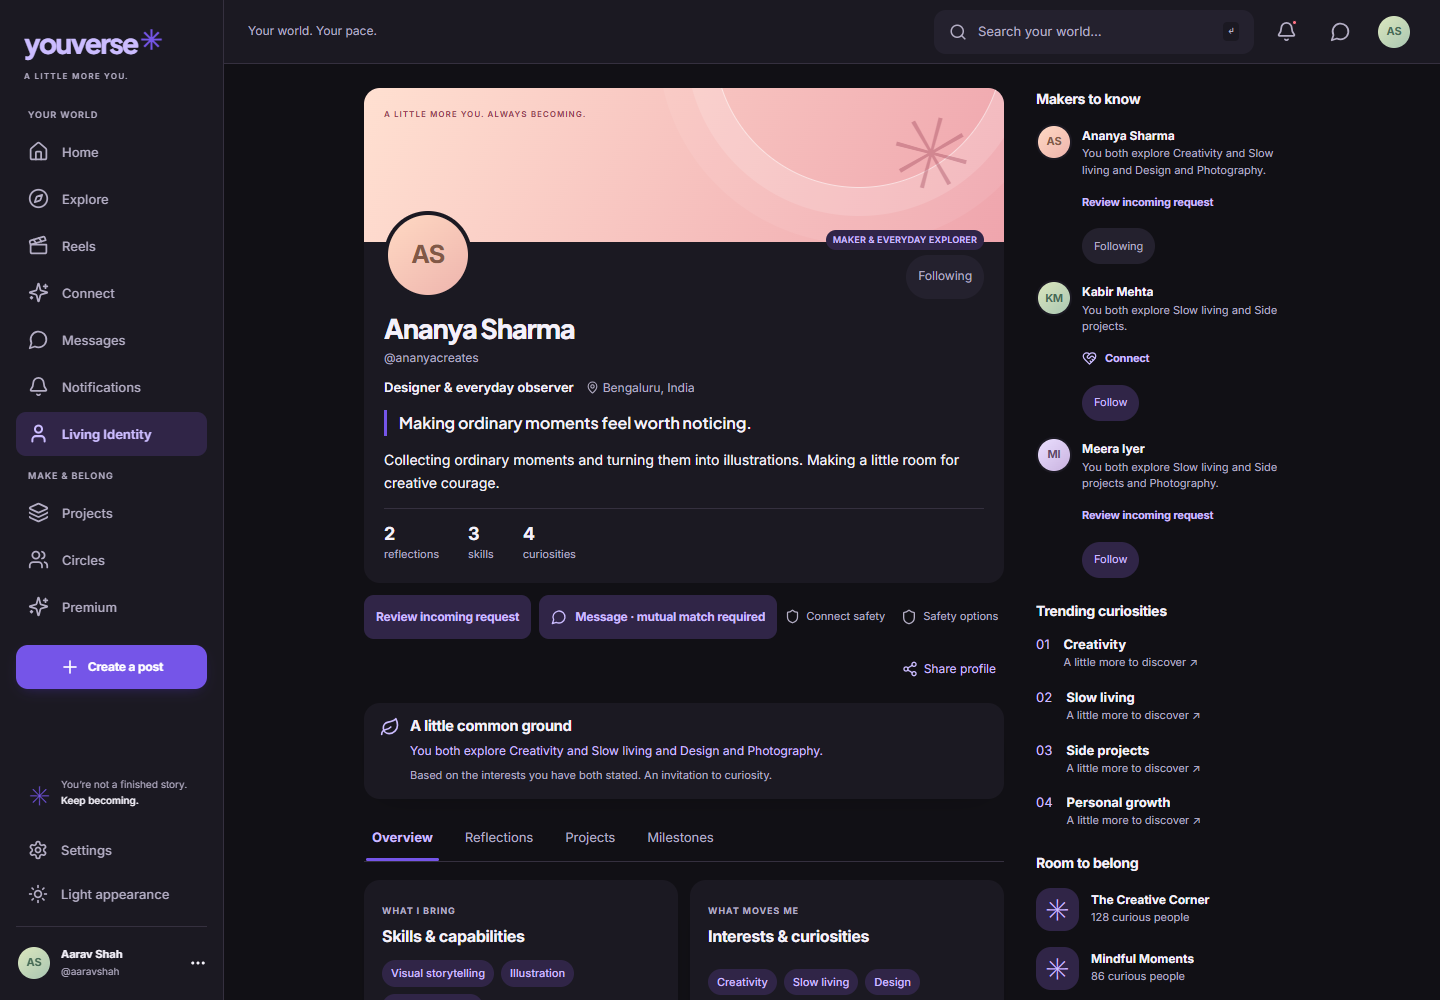 youverse
A LITTLE MORE YOU.
YOUR WORLD
Home
Explore
Reels
Connect
Messages
Notifications
Living Identity
MAKE & BELONG
Projects
Circles
Premium
Create a post
You're not a finished story.
Keep becoming.
Settings
Light appearance
AS
Aarav Shah
@aaravshah
Your world. Your pace.
Search your world...
AS
A LITTLE MORE YOU. ALWAYS BECOMING.
AS
MAKER & EVERYDAY EXPLORER
Following
Ananya Sharma
@ananyacreates
Designer & everyday observer
Bengaluru, India
Making ordinary moments feel worth noticing.
Collecting ordinary moments and turning them into illustrations. Making a little room for
creative courage.
2 3 4
reflections skills curiosities
Review incoming request
Message · mutual match required
Connect safety
Safety options
Share profile
A little common ground
You both explore Creativity and Slow living and Design and Photography.
Based on the interests you have both stated. An invitation to curiosity.
Overview
Reflections
Projects
Milestones
WHAT I BRING
Skills & capabilities
Visual storytelling
Illustration
WHAT MOVES ME
Interests & curiosities
Creativity
Slow living
Design
Makers to know
AS
Ananya Sharma
You both explore Creativity and Slow
living and Design and Photography.
Review incoming request
Following
KM
Kabir Mehta
You both explore Slow living and Side
projects.
Connect
Follow
MI
Meera Iyer
You both explore Slow living and Side
projects and Photography.
Review incoming request
Follow
Trending curiosities
01 Creativity
A little more to discover ↗
02 Slow living
A little more to discover ↗
03 Side projects
A little more to discover ↗
04 Personal growth
A little more to discover ↗
Room to belong
The Creative Corner
128 curious people
Mindful Moments
86 curious people